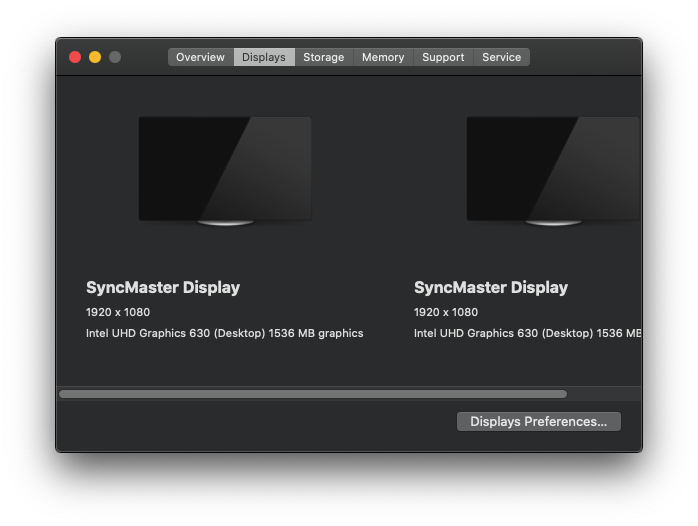 Overview Displays Storage Memory Support Service
SyncMaster Display
1920 x 1080
Intel UHD Graphics 630 (Desktop) 1536 MB graphics
SyncMaster Display
1920 x 1080
Intel UHD Graphics 630 (Desktop) 1536 MB
Displays Preferences...